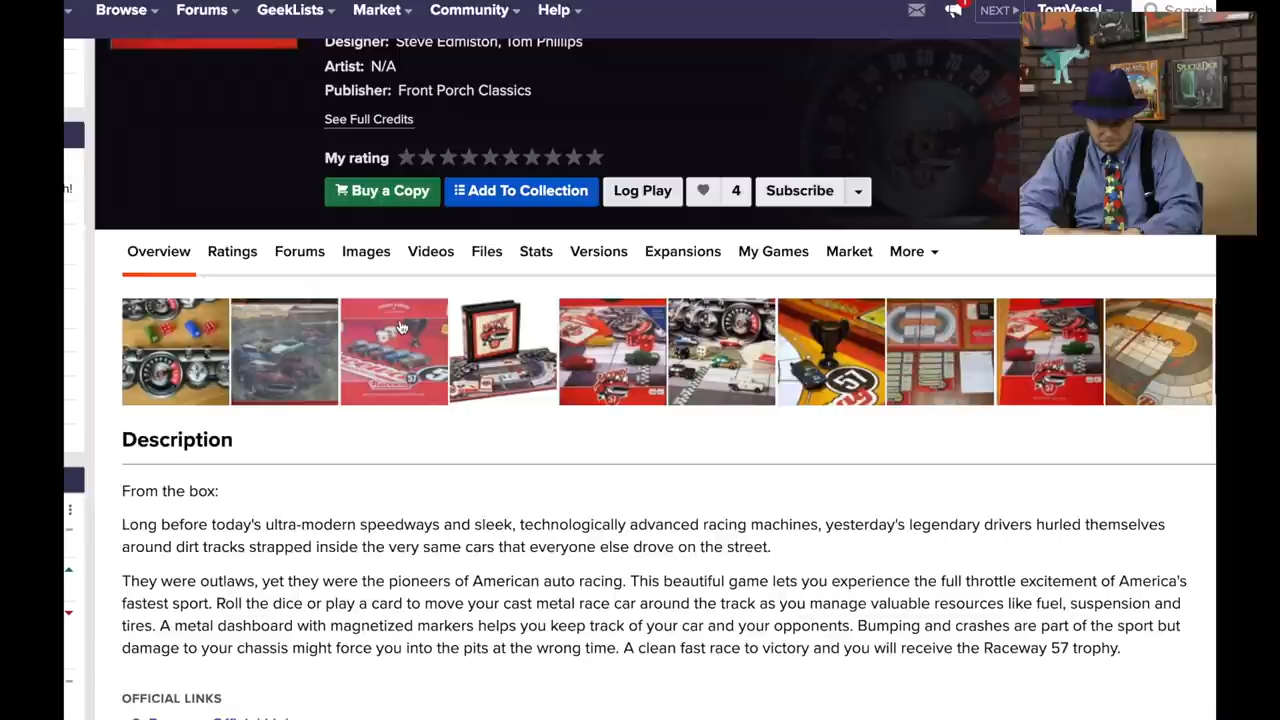 Browse Forums GeekLists Market Community Help NEXT TomVasel Search
Designer: Steve Edmiston, Tom Phillips
Artist: N/A
Publisher: Front Porch Classics
See Full Credits
My rating
Buy a Copy Add To Collection Log Play 4 Subscribe
h!
Overview Ratings Forums Images Videos Files Stats Versions Expansions My Games Market More
57
57
Description
From the box:
Long before today's ultra-modern speedways and sleek, technologically advanced racing machines, yesterday's legendary drivers hurled themselves
around dirt tracks strapped inside the very same cars that everyone else drove on the street.
They were outlaws, yet they were the pioneers of American auto racing. This beautiful game lets you experience the full throttle excitement of America's
fastest sport. Roll the dice or play a card to move your cast metal race car around the track as you manage valuable resources like fuel, suspension and
tires. A metal dashboard with magnetized markers helps you keep track of your car and your opponents. Bumping and crashes are part of the sport but
damage to your chassis might force you into the pits at the wrong time. A clean fast race to victory and you will receive the Raceway 57 trophy.
OFFICIAL LINKS